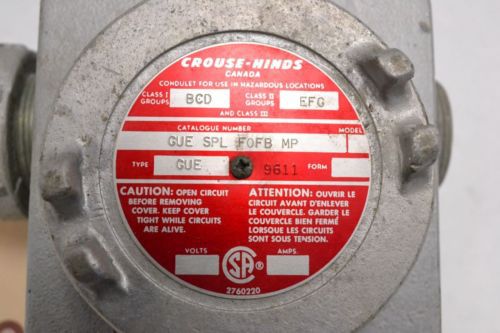 CROUSE-HINDS
CANADA
CONDULET FOR USE IN HAZARDOUS LOCATIONS
CLASS I GROUPS BCD CLASS II GROUPS EFG
AND CLASS III
CATALOGUE NUMBER MODEL
GUE SPL FOFB MP
TYPE GUE 9611 FORM
CAUTION: OPEN CIRCUIT
BEFORE REMOVING
COVER. KEEP COVER
TIGHT WHILE CIRCUITS
ARE ALIVE.
ATTENTION: OUVRIR LE
CIRCUIT AVANT D'ENLEVER
LE COUVERCLE. GARDER LE
COUVERCLE BIEN FERMÉ
LORSQUE LES CIRCUITS
SONT SOUS TENSION.
VOLTS AMPS.
SA ®
2760220